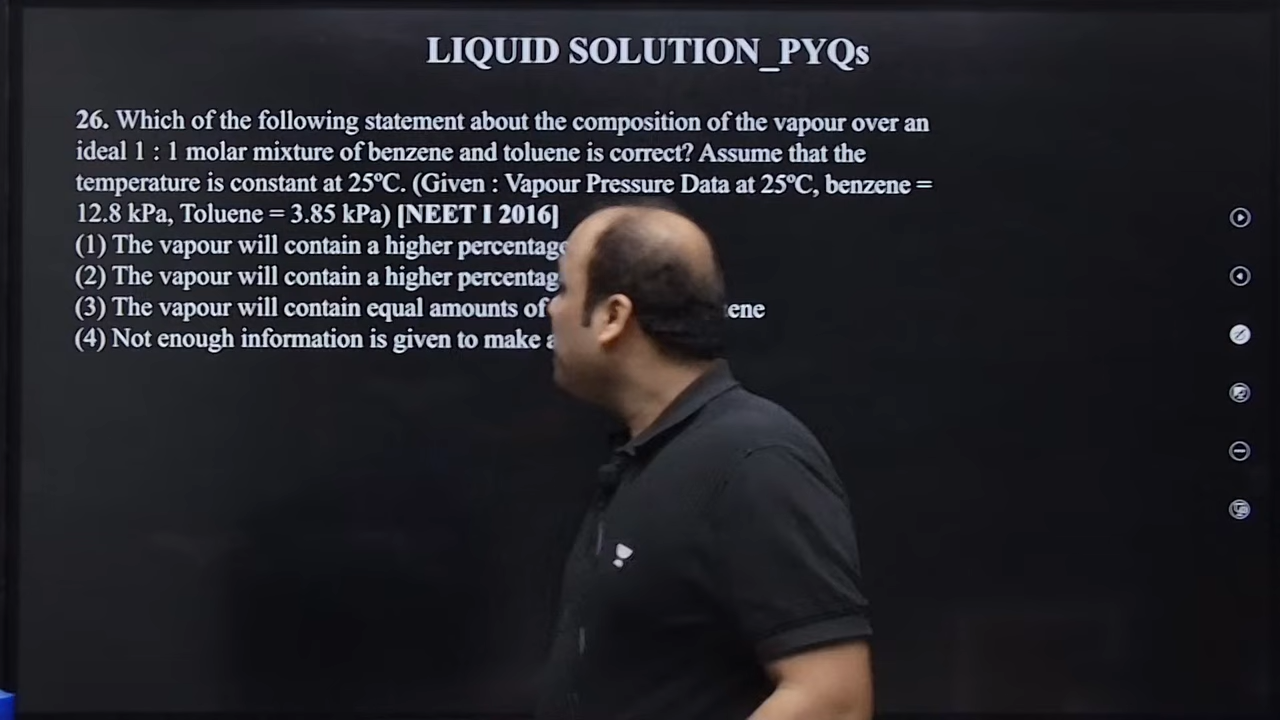 LIQUID SOLUTION_PYQs
26. Which of the following statement about the composition of the vapour over an
ideal 1 : 1 molar mixture of benzene and toluene is correct? Assume that the
temperature is constant at 25ºC. (Given : Vapour Pressure Data at 25ºC, benzene =
12.8 kPa, Toluene = 3.85 kPa) [NEET I 2016]
(1) The vapour will contain a higher percentage
(2) The vapour will contain a higher
(3) The vapour will contain equal amounts of
(4) Not enough information is given to make